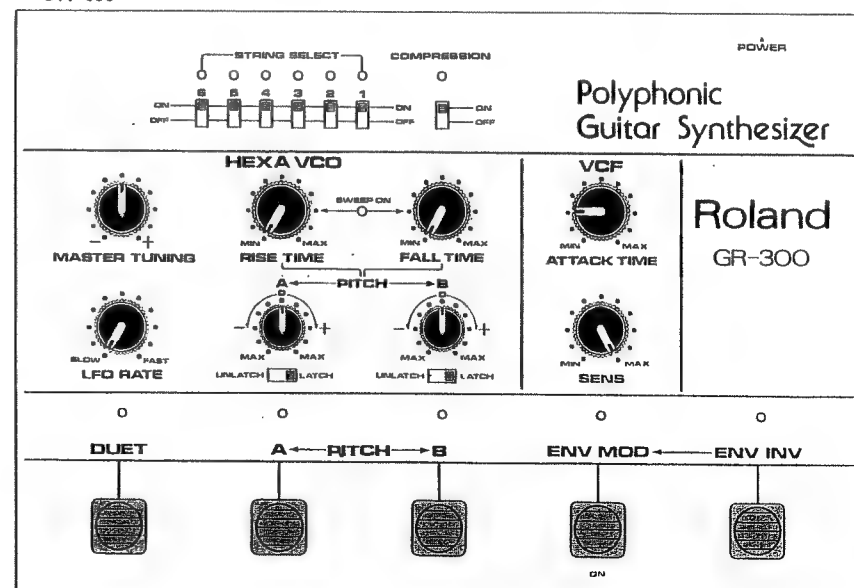 STRING SELECT COMPRESSION POWER
6 5 4 3 2 1
ON ON ON
OFF OFF OFF
Polyphonic
Guitar Synthesizer
HEXA VCO VCF
SWEEP ON
- + MIN MAX MIN MAX MIN MAX
MASTER TUNING RISE TIME FALL TIME ATTACK TIME
Roland
GR-300
A PITCH B
- + - +
SLOW FAST MAX MAX MAX MAX MIN MAX
LFO RATE UNLATCH LATCH UNLATCH LATCH SENS
DUET A PITCH B ENV MOD ENV INV
ON